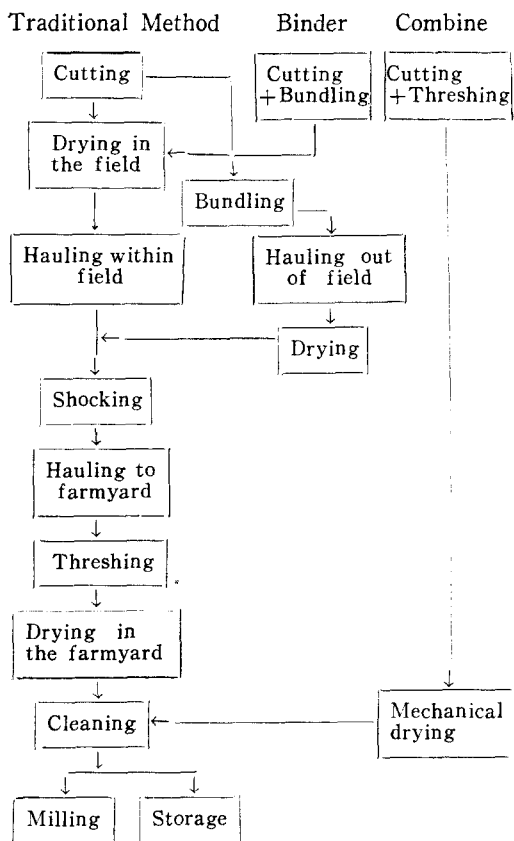 Traditional Method Binder Combine
Cutting
Cutting
+Bundling
Cutting
+Threshing
Drying in
the field
Bundling
Hauling within
field
Hauling out
of field
Drying
Shocking
Hauling to
farmyard
Threshing
Drying in
the farmyard
Cleaning
Mechanical
drying
Milling
Storage